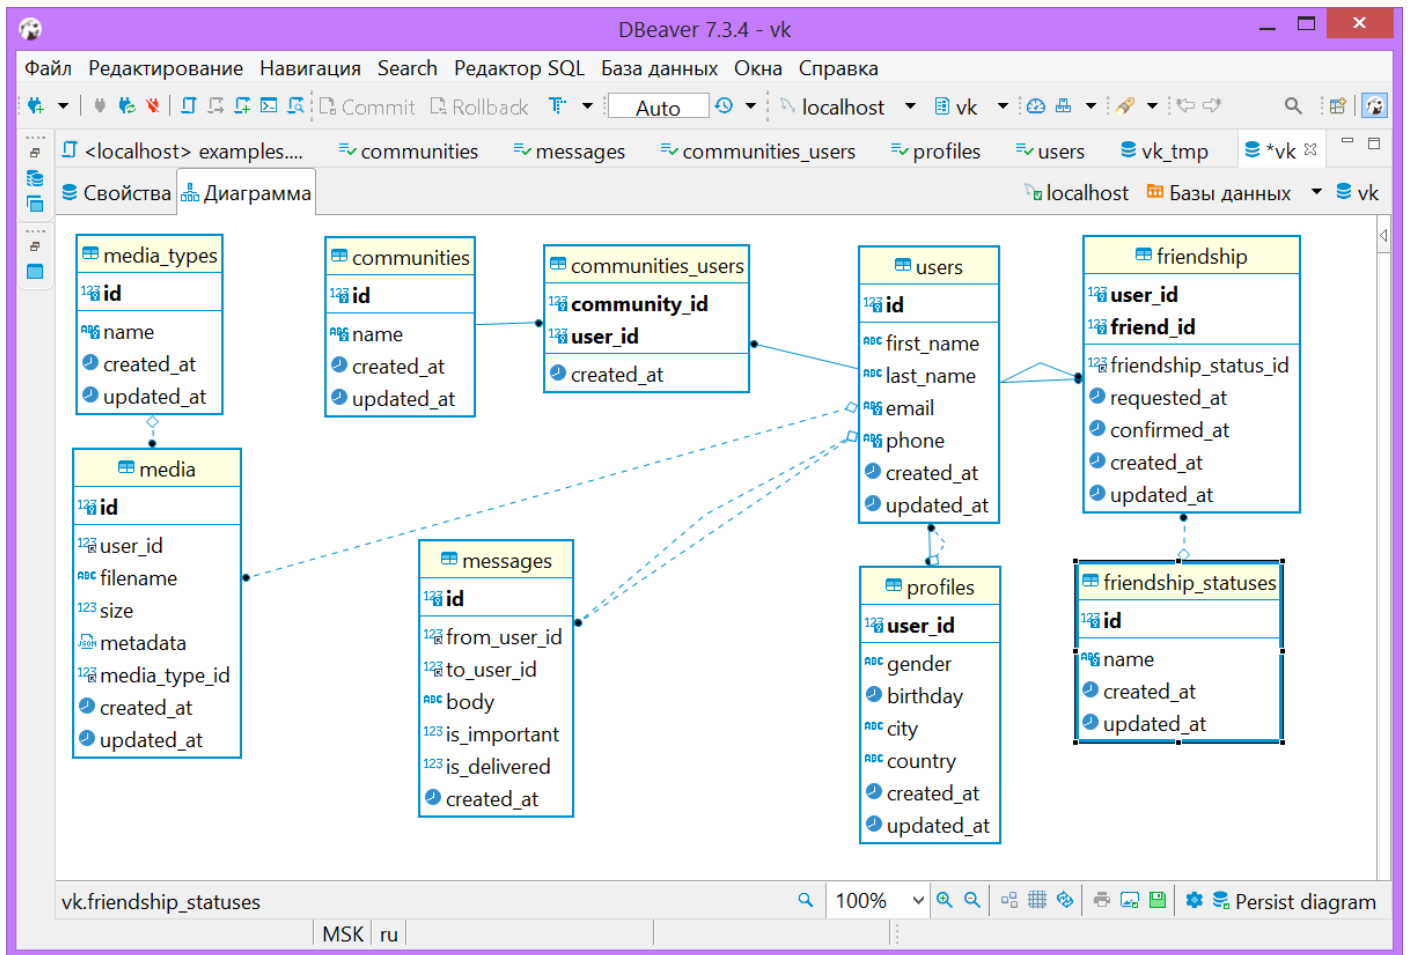 DBeaver 7.3.4 - vk
Файл Редактирование Навигация Search Редактор SQL База данных Окна Справка
Commit Rollback Auto localhost vk
<localhost> examples.... communities messages communities_users profiles users vk_tmp *vk
Свойства Диаграмма localhost Базы данных vk
media_types
id
name
created_at
updated_at
communities
id
name
created_at
updated_at
communities_users
community_id
user_id
created_at
users
id
first_name
last_name
email
phone
created_at
updated_at
friendship
user_id
friend_id
friendship_status_id
requested_at
confirmed_at
created_at
updated_at
media
id
user_id
filename
size
metadata
media_type_id
created_at
updated_at
messages
id
from_user_id
to_user_id
body
is_important
is_delivered
created_at
profiles
user_id
gender
birthday
city
country
created_at
updated_at
friendship_statuses
id
name
created_at
updated_at
vk.friendship_statuses 100% Persist diagram
MSK ru